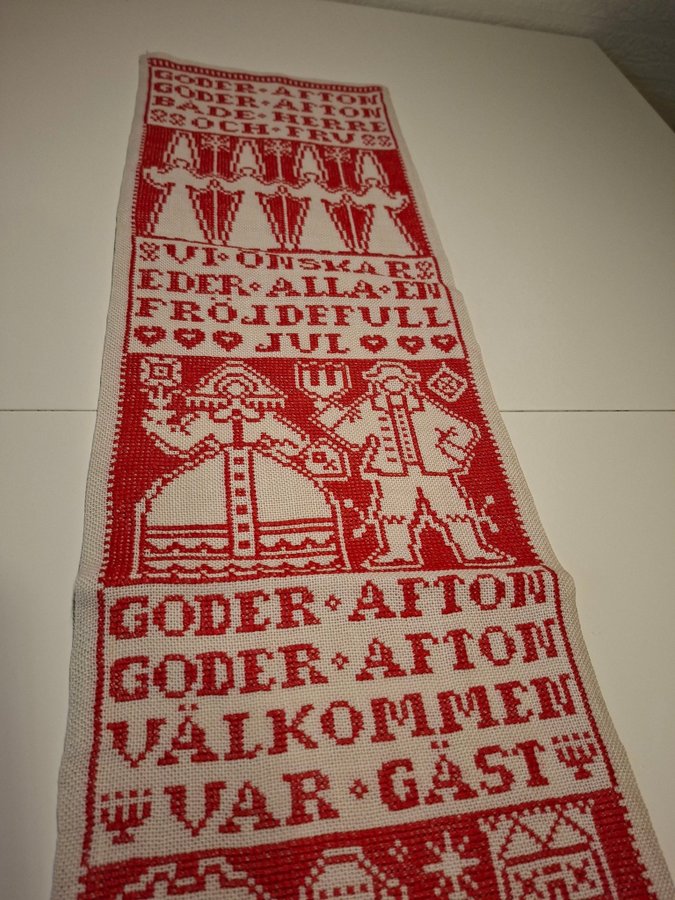 GODER · AFTON
GODER · AFTON
BÅDE · HERRE
OCH · FRU
VI · ÖNSKAR
EDER · ALLA · EN
FRÖJDEFULL
JUL
GODER · AFTON
GODER · AFTON
VÄLKOMMEN
VAR · GÄST